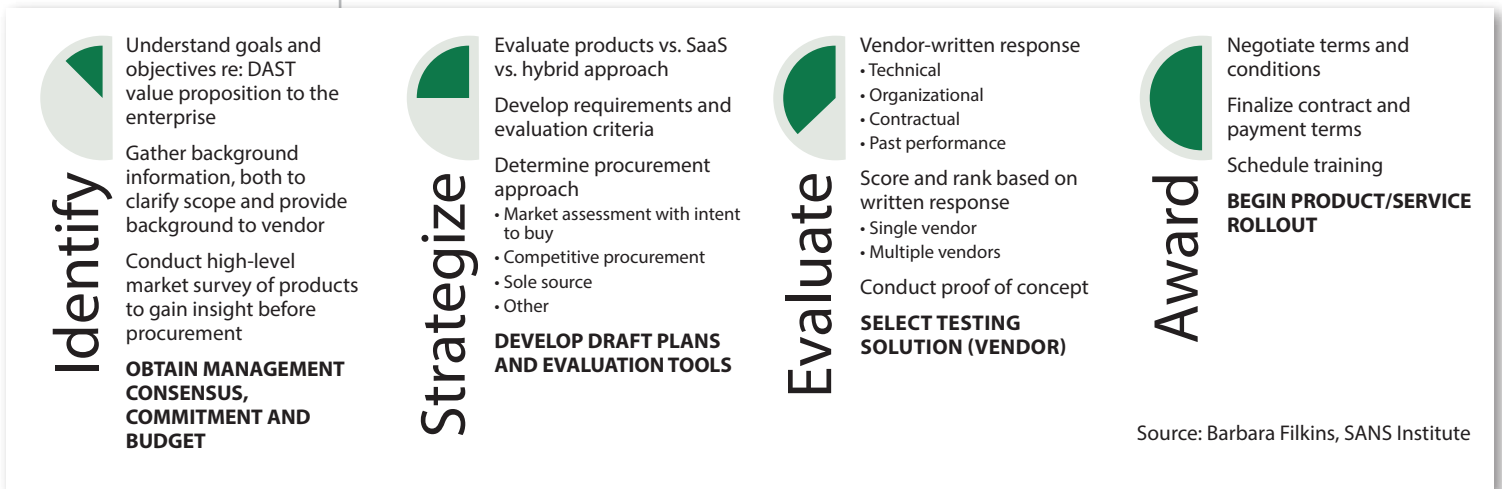 Identify
Understand goals and
objectives re: DAST
value proposition to the
enterprise
Gather background
information, both to
clarify scope and provide
background to vendor
Conduct high-level
market survey of products
to gain insight before
procurement
OBTAIN MANAGEMENT
CONSENSUS,
COMMITMENT AND
BUDGET
Strategize
Evaluate products vs. SaaS
vs. hybrid approach
Develop requirements and
evaluation criteria
Determine procurement
approach
• Market assessment with intent
to buy
• Competitive procurement
• Sole source
• Other
DEVELOP DRAFT PLANS
AND EVALUATION TOOLS
Evaluate
Vendor-written response
• Technical
• Organizational
• Contractual
• Past performance
Score and rank based on
written response
• Single vendor
• Multiple vendors
Conduct proof of concept
SELECT TESTING
SOLUTION (VENDOR)
Award
Negotiate terms and
conditions
Finalize contract and
payment terms
Schedule training
BEGIN PRODUCT/SERVICE
ROLLOUT
Source: Barbara Filkins, SANS Institute